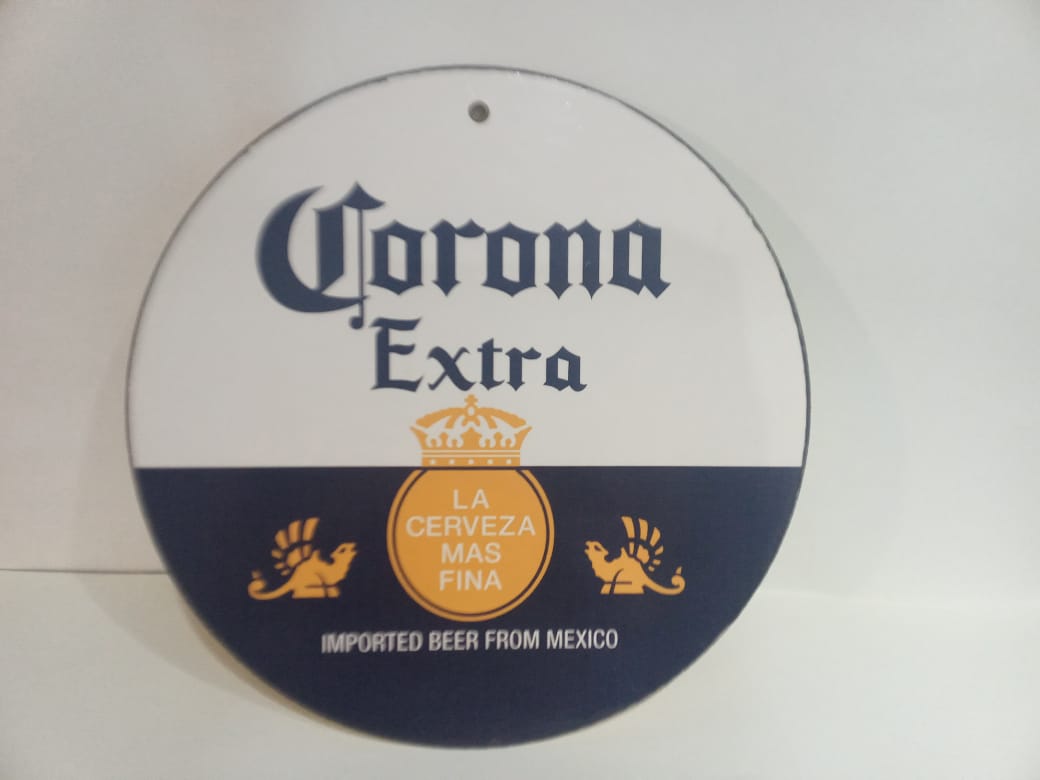 Corona
Extra
LA
CERVEZA
MAS
FINA
IMPORTED BEER FROM MEXICO